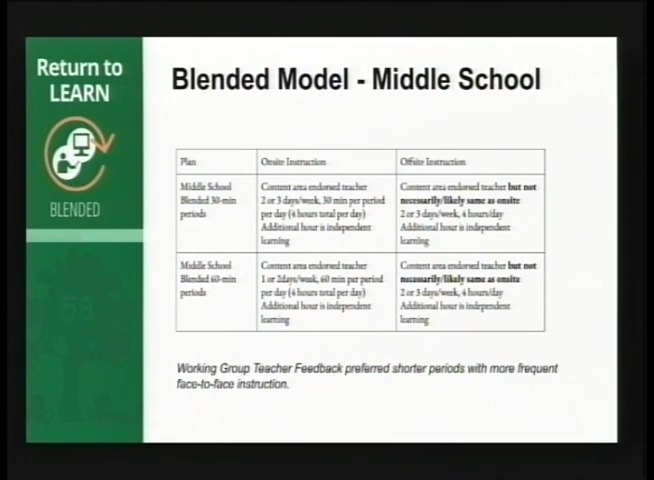 Return to
LEARN
BLENDED
Blended Model - Middle School
Plan
Onsite Instruction
Offsite Instruction
Middle School
Blended 30-min
periods
Content area endorsed teacher
2 or 3 days/week, 30 min per period
per day (4 hours total per day)
Additional hour is independent
learning
Content area endorsed teacher but not
necessarily/likely same as onsite
2 or 3 days/week, 4 hours/day
Additional hour is independent
learning
Middle School
Blended 60-min
periods
Content area endorsed teacher
1 or 2days/week, 60 min per period
per day (4 hours total per day)
Additional hour is independent
learning
Content area endorsed teacher but not
necessarily/likely same as onsite
2 or 3 days/week, 4 hours/day
Additional hour is independent
learning
Working Group Teacher Feedback preferred shorter periods with more frequent
face-to-face instruction.